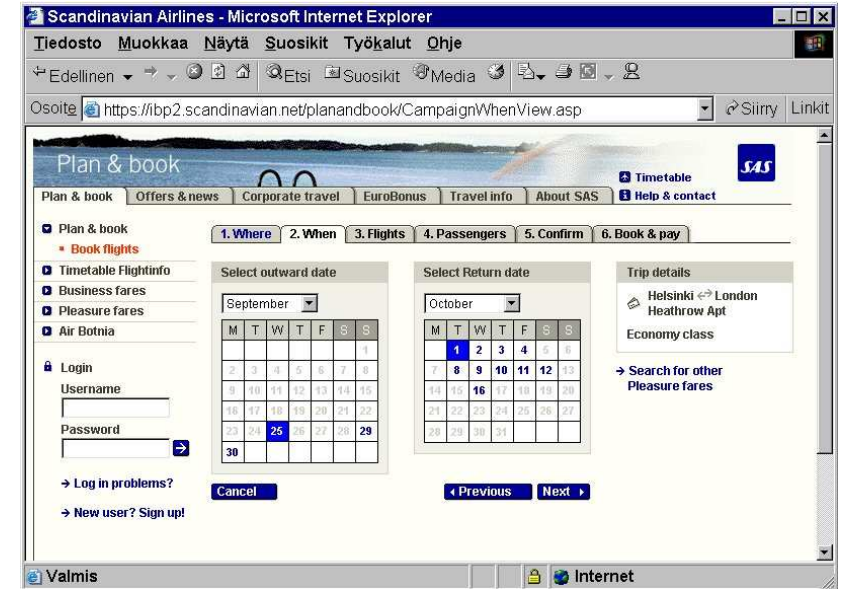 Scandinavian Airlines - Microsoft Internet Explorer
Tiedosto Muokkaa Näytä Suosikit Työkalut Ohje
Edellinen Etsi Suosikit Media
Osoite https://ibp2.scandinavian.net/planandbook/CampaignWhenView.asp Siirry Linkit
Plan & book
Timetable
SAS
Help & contact
Plan & book Offers & news Corporate travel EuroBonus Travel info About SAS
Plan & book
Book flights
Timetable Flightinfo
Business fares
Pleasure fares
Air Botnia
Login
Username
Password
Log in problems?
New user? Sign up!
1. Where 2. When 3. Flights 4. Passengers 5. Confirm 6. Book & pay
Select outward date
September
M T W T F S S
1
2 3 4 5 6 7 8
9 10 11 12 13 14 15
16 17 18 19 20 21 22
23 24 25 26 27 28 29
30
Cancel
Select Return date
October
M T W T F S S
1 2 3 4 5 6
7 8 9 10 11 12 13
14 15 16 17 18 19 20
21 22 23 24 25 26 27
28 29 30 31
Previous Next
Trip details
Helsinki London
Heathrow Apt
Economy class
Search for other
Pleasure fares
Valmis Internet